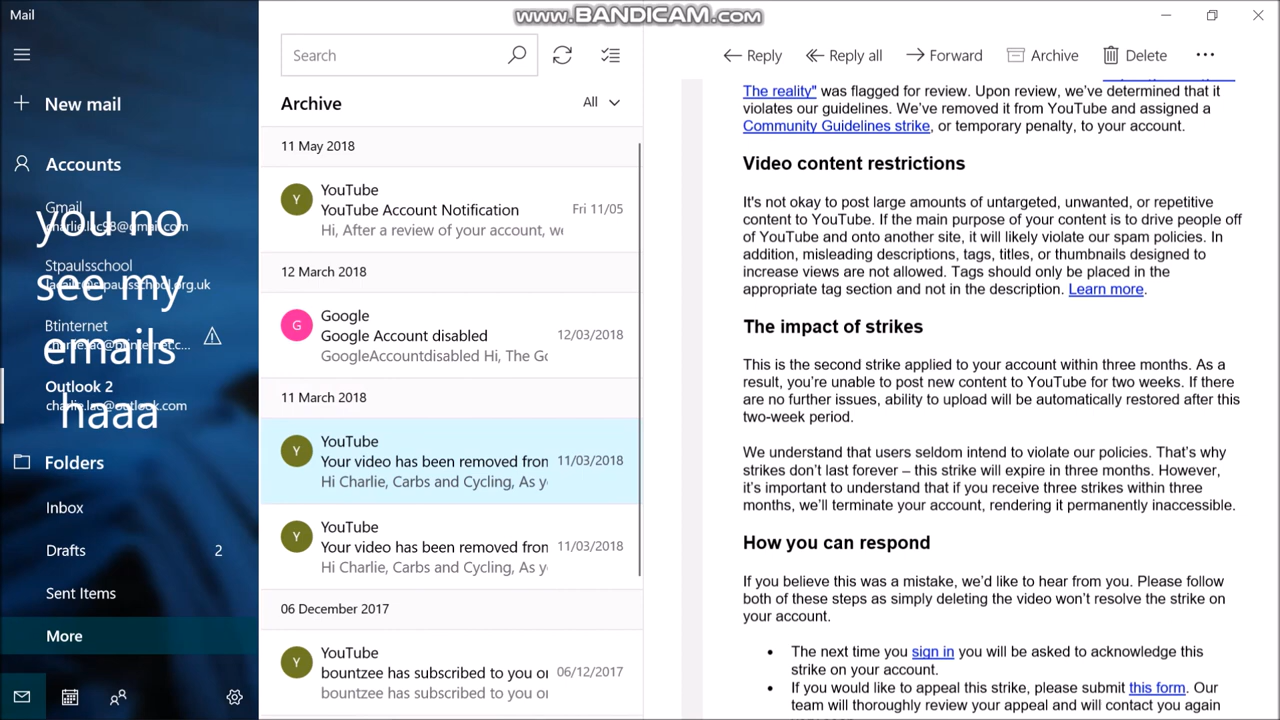 www.BANDICAM.com
Mail
New mail
Accounts
Gmail
charlie.lac98@gmail.com
Stpaulsschool
Btinternet
Outlook 2
charlie.lac@outlook.com
you no
see my
emails
haaa
Folders
Inbox
Drafts 2
Sent Items
More
Search
Archive
All
11 May 2018
YouTube
YouTube Account Notification Fri 11/05
Hi, After a review of your account, we
12 March 2018
G Google
Google Account disabled 12/03/2018
GoogleAccountdisabled Hi, The Go
11 March 2018
Y YouTube
Your video has been removed from 11/03/2018
Hi Charlie, Carbs and Cycling, As y
Y YouTube
Your video has been removed from 11/03/2018
Hi Charlie, Carbs and Cycling, As y
06 December 2017
Y YouTube
bountzee has subscribed to you on 06/12/2017
bountzee has subscribed to you on
Reply Reply all Forward Archive Delete
The reality" was flagged for review. Upon review, we've determined that it
violates our guidelines. We've removed it from YouTube and assigned a
Community Guidelines strike, or temporary penalty, to your account.
Video content restrictions
It's not okay to post large amounts of untargeted, unwanted, or repetitive
content to YouTube. If the main purpose of your content is to drive people off
of YouTube and onto another site, it will likely violate our spam policies. In
addition, misleading descriptions, tags, titles, or thumbnails designed to
increase views are not allowed. Tags should only be placed in the
appropriate tag section and not in the description. Learn more.
The impact of strikes
This is the second strike applied to your account within three months. As a
result, you're unable to post new content to YouTube for two weeks. If there
are no further issues, ability to upload will be automatically restored after this
two-week period.
We understand that users seldom intend to violate our policies. That's why
strikes don't last forever – this strike will expire in three months. However,
it's important to understand that if you receive three strikes within three
months, we'll terminate your account, rendering it permanently inaccessible.
How you can respond
If you believe this was a mistake, we'd like to hear from you. Please follow
both of these steps as simply deleting the video won't resolve the strike on
your account.
• The next time you sign in you will be asked to acknowledge this
strike on your account.
• If you would like to appeal this strike, please submit this form. Our
team will thoroughly review your appeal and will contact you again